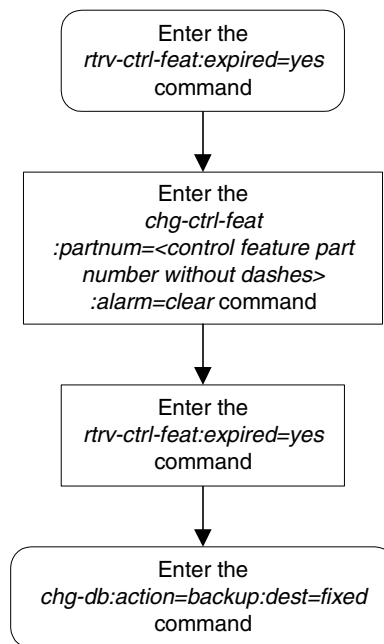 Enter the
rtrv-ctrl-feat:expired=yes
command
Enter the
chg-ctrl-feat
:partnum=<control feature part
number without dashes>
:alarm=clear command
Enter the
rtrv-ctrl-feat:expired=yes
command
Enter the
chg-db:action=backup:dest=fixed
command